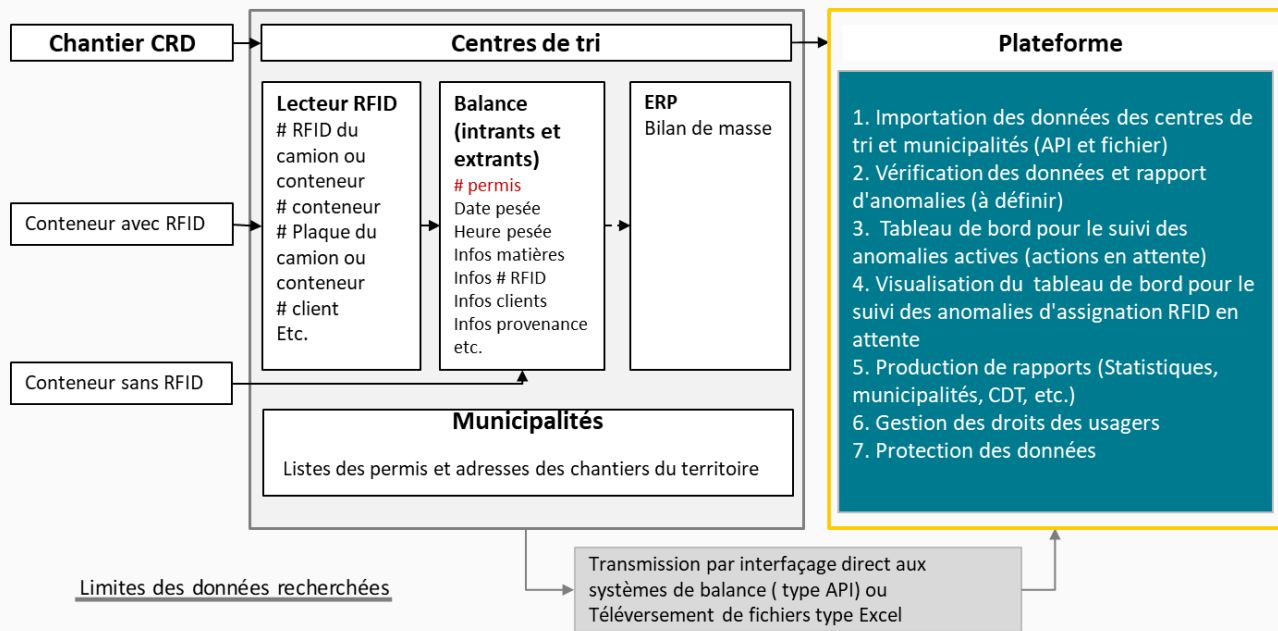 Chantier CRD
Centres de tri
Plateforme
Conteneur avec RFID
Conteneur sans RFID
Lecteur RFID
# RFID du
camion ou
conteneur
# conteneur
# Plaque du
camion ou
conteneur
# client
Etc.
Balance
(intrants et
extrants)
# permis
Date pesée
Heure pesée
Infos matières
Infos # RFID
Infos clients
Infos provenance
etc.
ERP
Bilan de masse
Municipalités
Listes des permis et adresses des chantiers du territoire
1. Importation des données des centres de
tri et municipalités (API et fichier)
2. Vérification des données et rapport
d'anomalies (à définir)
3. Tableau de bord pour le suivi des
anomalies actives (actions en attente)
4. Visualisation du tableau de bord pour le
suivi des anomalies d'assignation RFID en
attente
5. Production de rapports (Statistiques,
municipalités, CDT, etc.)
6. Gestion des droits des usagers
7. Protection des données
Limites des données recherchées
Transmission par interfaçage direct aux
systèmes de balance ( type API) ou
Téléversement de fichiers type Excel